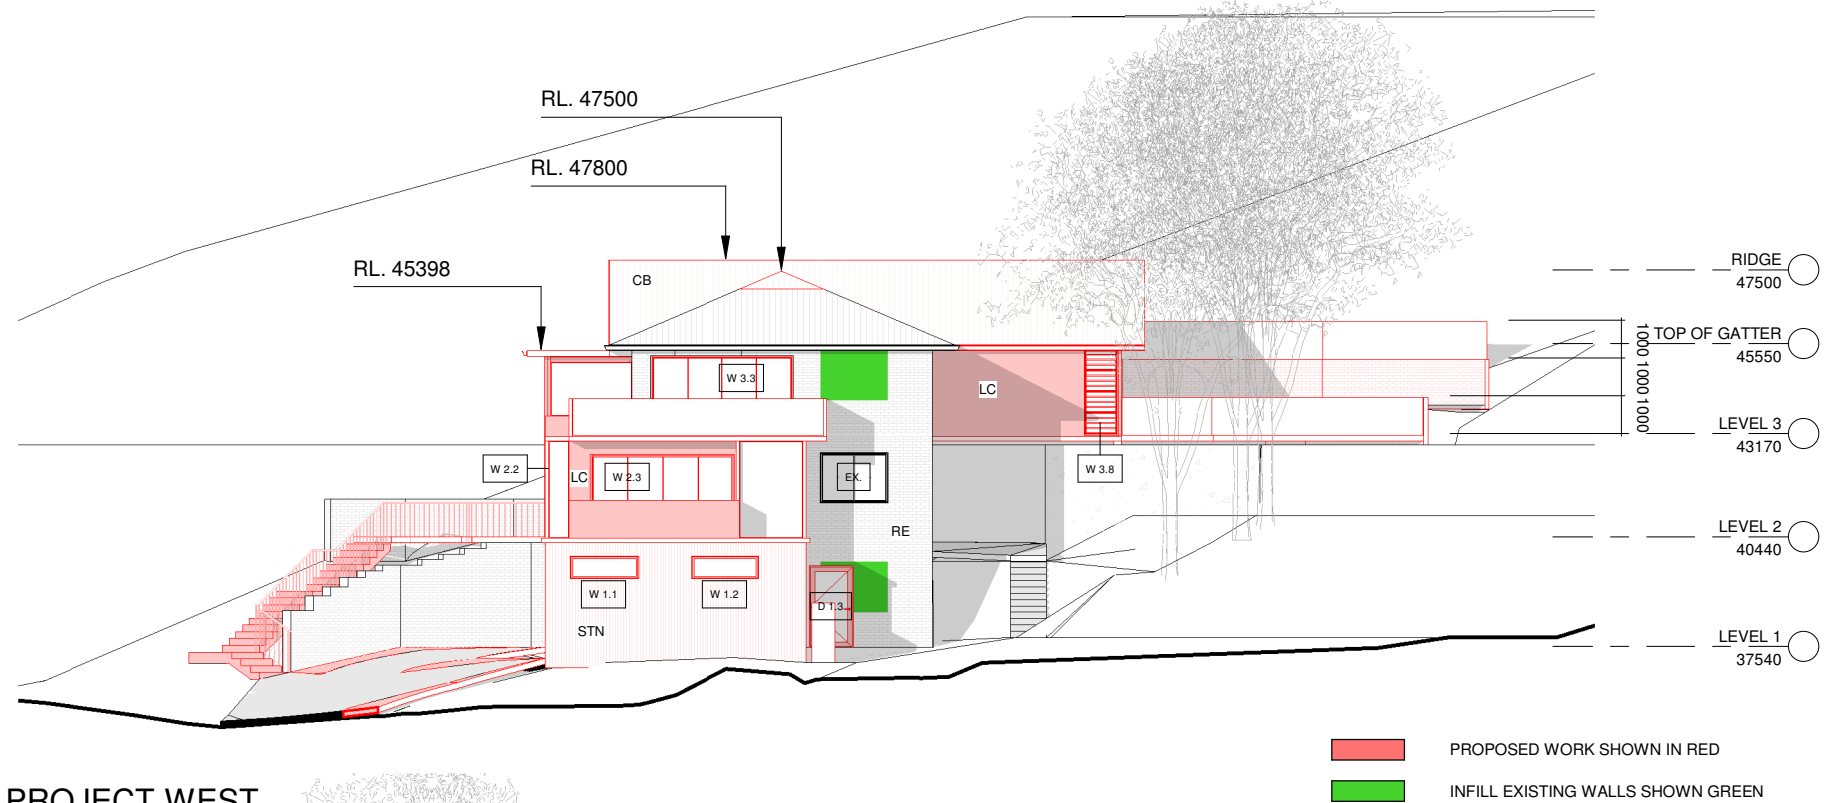 RL. 47500
RL. 47800
RL. 45398
CB
RIDGE
47500
TOP OF GATTER
45550
1000 1000 1000
W 3.3
LC
LEVEL 3
43170
W 2.2
LC
W 2.3
EX.
W 3.8
RE
LEVEL 2
40440
W 1.1
W 1.2
D 1.3
STN
LEVEL 1
37540
PROPOSED WORK SHOWN IN RED
INFILL EXISTING WALLS SHOWN GREEN
PROJECT WEST